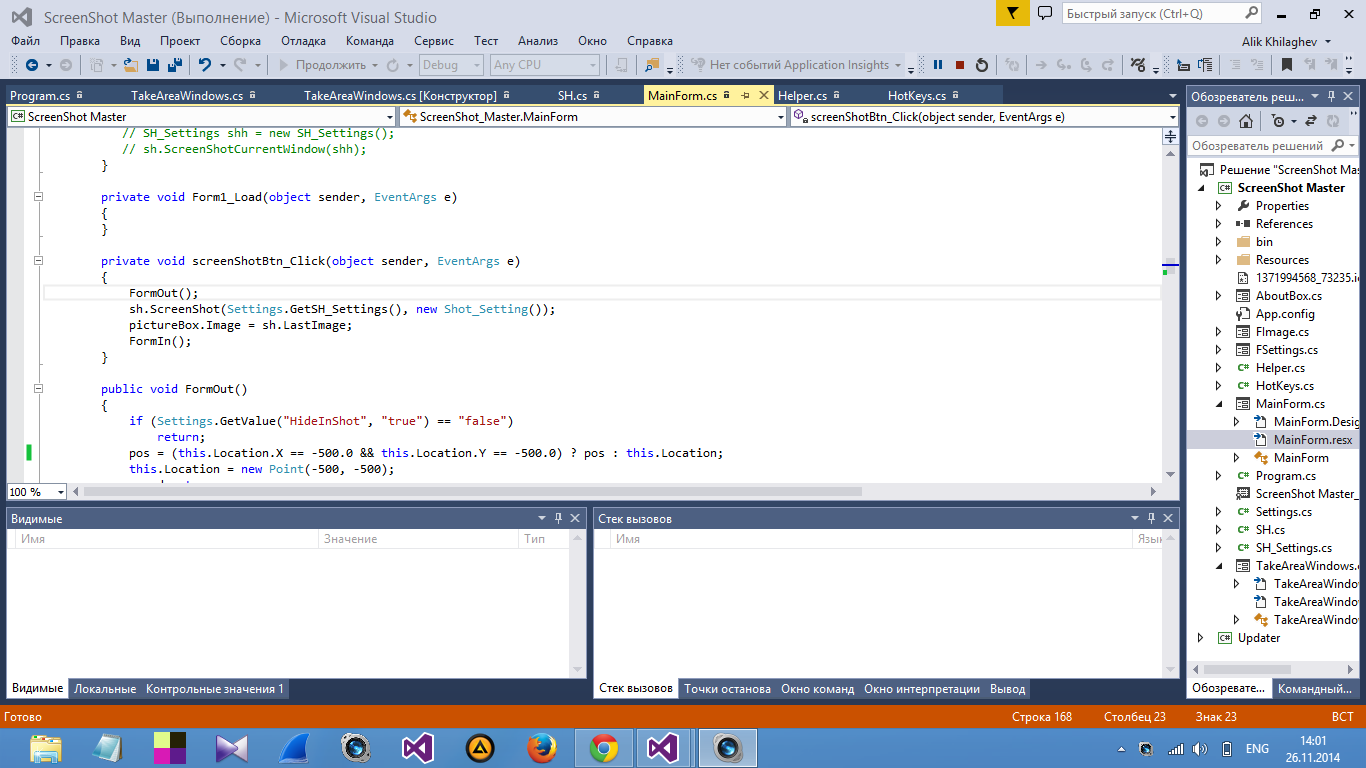 ScreenShot Master (Выполнение) - Microsoft Visual Studio
Быстрый запуск (Ctrl+Q)
Файл Правка Вид Проект Сборка Отладка Команда Сервис Тест Анализ Окно Справка
Alik Khilaghev
Продолжить Debug Any CPU Нет событий Application Insights
Program.cs TakeAreaWindows.cs TakeAreaWindows.cs [Конструктор] SH.cs MainForm.cs Helper.cs HotKeys.cs
ScreenShot Master ScreenShot_Master.MainForm screenShotBtn_Click(object sender, EventArgs e)
// SH_Settings shh = new SH_Settings();
// sh.ScreenShotCurrentWindow(shh);
}
private void Form1_Load(object sender, EventArgs e)
{
}
private void screenShotBtn_Click(object sender, EventArgs e)
{
FormOut();
sh.ScreenShot(Settings.GetSH_Settings(), new Shot_Setting());
pictureBox.Image = sh.LastImage;
FormIn();
}
public void FormOut()
{
if (Settings.GetValue("HideInShot", "true") == "false")
return;
pos = (this.Location.X == -500.0 && this.Location.Y == -500.0) ? pos : this.Location;
this.Location = new Point(-500, -500);
100 %
Видимые
Имя Значение Тип
Видимые Локальные Контрольные значения 1
Стек вызовов
Имя Язык
Стек вызовов Точки останова Окно команд Окно интерпретации Вывод
Обозреватель реш...
Обозреватель решений
Решение "ScreenShot Mas
ScreenShot Master
Properties
References
bin
Resources
1371994568_73235.ic
AboutBox.cs
App.config
FImage.cs
FSettings.cs
Helper.cs
HotKeys.cs
MainForm.cs
MainForm.Desig
MainForm.resx
MainForm
Program.cs
ScreenShot Master_
Settings.cs
SH.cs
SH_Settings.cs
TakeAreaWindows.c
TakeAreaWindo
TakeAreaWindo
TakeAreaWindo
Updater
Обозревате... Командный...
Готово Строка 168 Столбец 23 Знак 23 ВСТ
ENG
14:01
26.11.2014